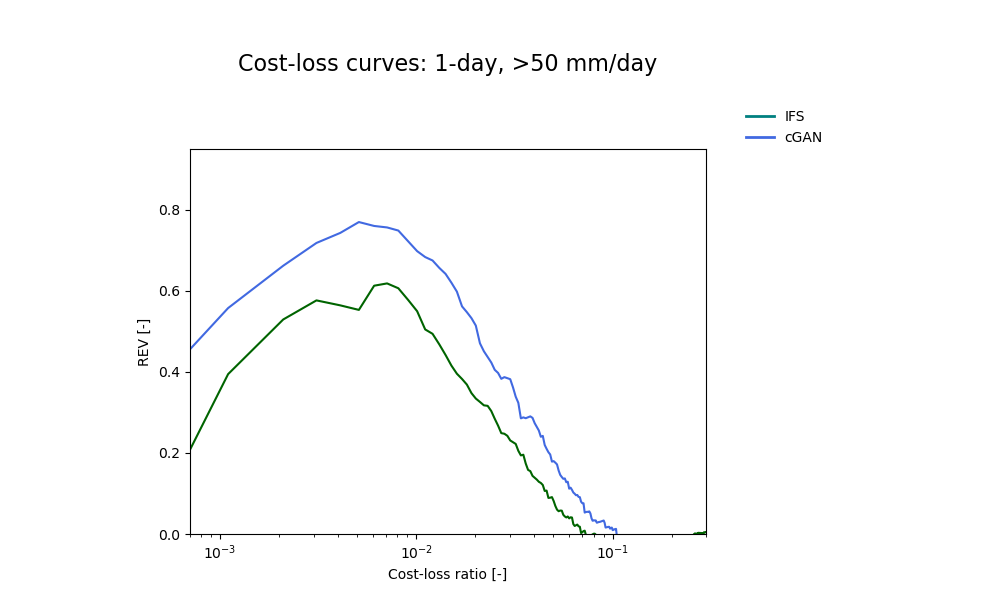 Cost-loss curves: 1-day, >50 mm/day
IFS
cGAN
0.8
0.6
0.4
0.2
0.0
REV [-]
10⁻³
10⁻²
10⁻¹
Cost-loss ratio [-]